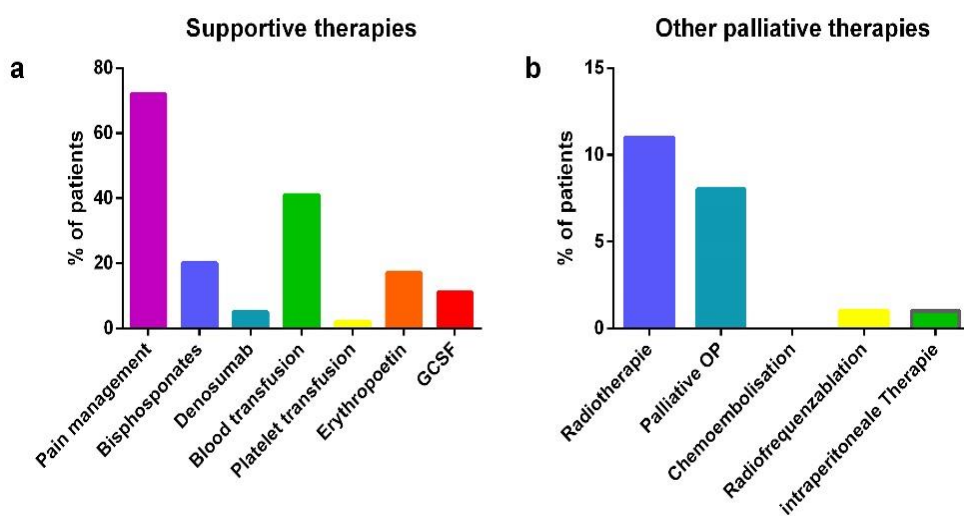 Supportive therapies
a
% of patients
80
60
40
20
0
Pain management
Bisphosponates
Denosumab
Blood transfusion
Platelet transfusion
Erythropoetin
GCSF
Other palliative therapies
b
% of patients
15
10
5
0
Radiotherapie
Palliative OP
Chemoembolisation
Radiofrequenzablation
intraperitoneale Therapie